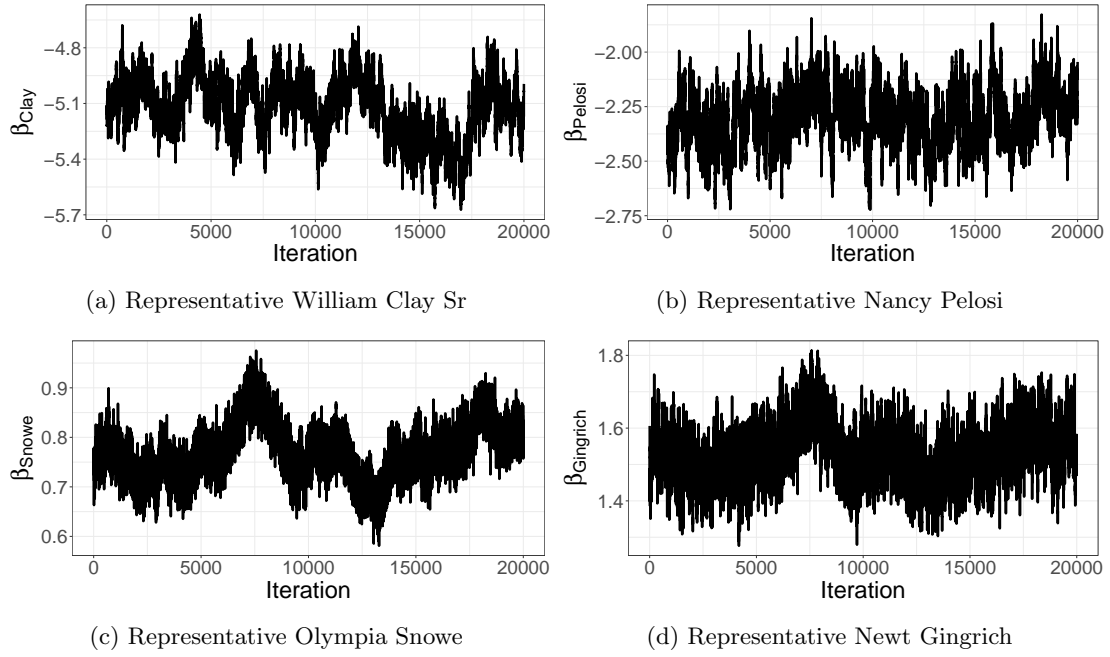 −4.8
−5.1
−5.4
−5.7
βClay
0
5000
10000
15000
20000
Iteration
(a) Representative William Clay Sr
−2.00
−2.25
−2.50
−2.75
βPelosi
0
5000
10000
15000
20000
Iteration
(b) Representative Nancy Pelosi
0.9
0.8
0.7
0.6
βSnowe
0
5000
10000
15000
20000
Iteration
(c) Representative Olympia Snowe
1.8
1.6
1.4
βGingrich
0
5000
10000
15000
20000
Iteration
(d) Representative Newt Gingrich